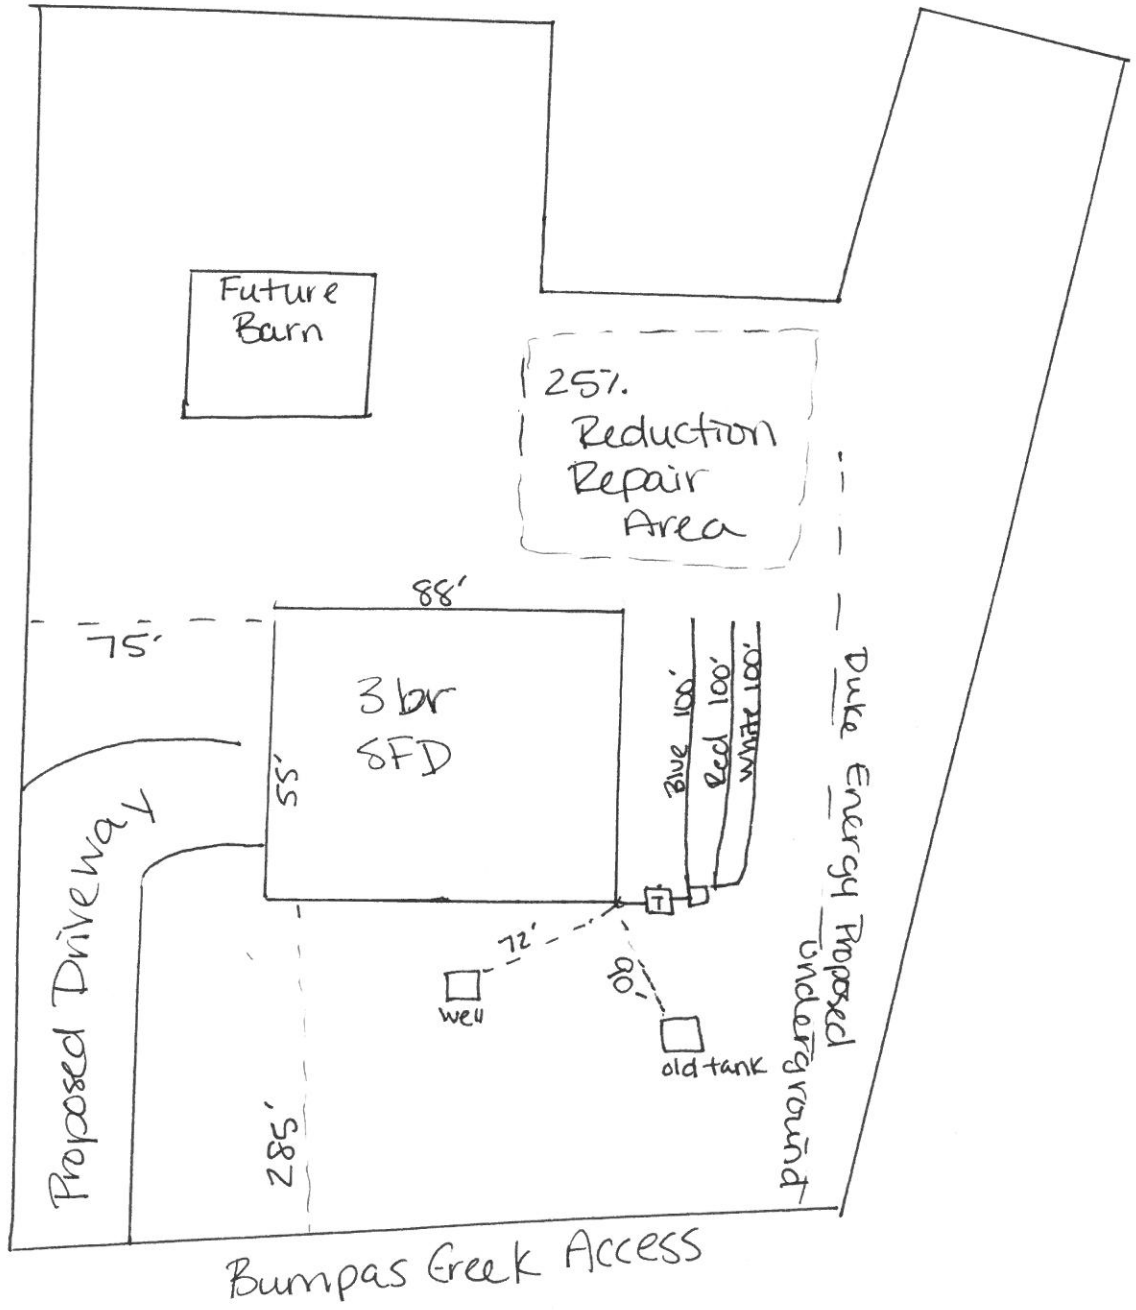 Future
Barn
25%
Reduction
Repair
Area
88'
75'
3 br
SFD
55'
Blue 100'
Red 100'
White 100'
Duke Energy Proposed
underground
Proposed Driveway
T
72'
well
90'
old tank
285'
Bumpas Creek Access